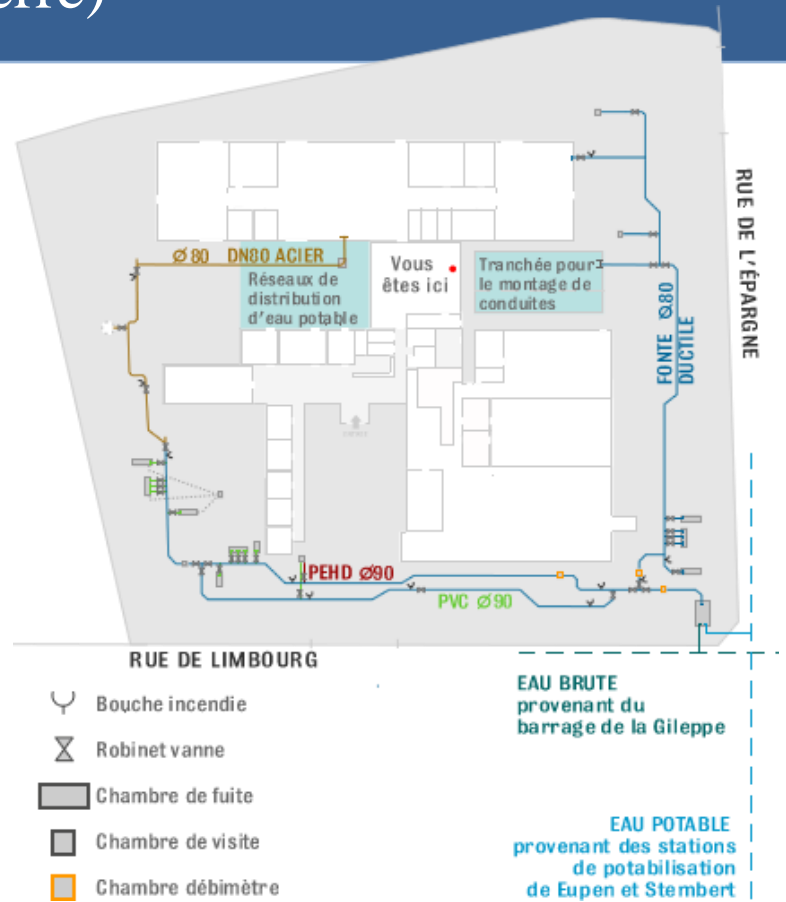 erre)
RUE DE L'ÉPARGNE
Ø 80 DN80 ACIER
Réseaux de
distribution
d'eau potable
Vous
êtes ici
Tranchée pour
le montage de
conduites
FONTE Ø80
DUCTILE
PEHD Ø90
PVC Ø90
RUE DE LIMBOURG
Bouche incendie
Robinet vanne
Chambre de fuite
Chambre de visite
Chambre débimètre
EAU BRUTE
provenant du
barrage de la Gileppe
EAU POTABLE
provenant des stations
de potabilisation
de Eupen et Stembert